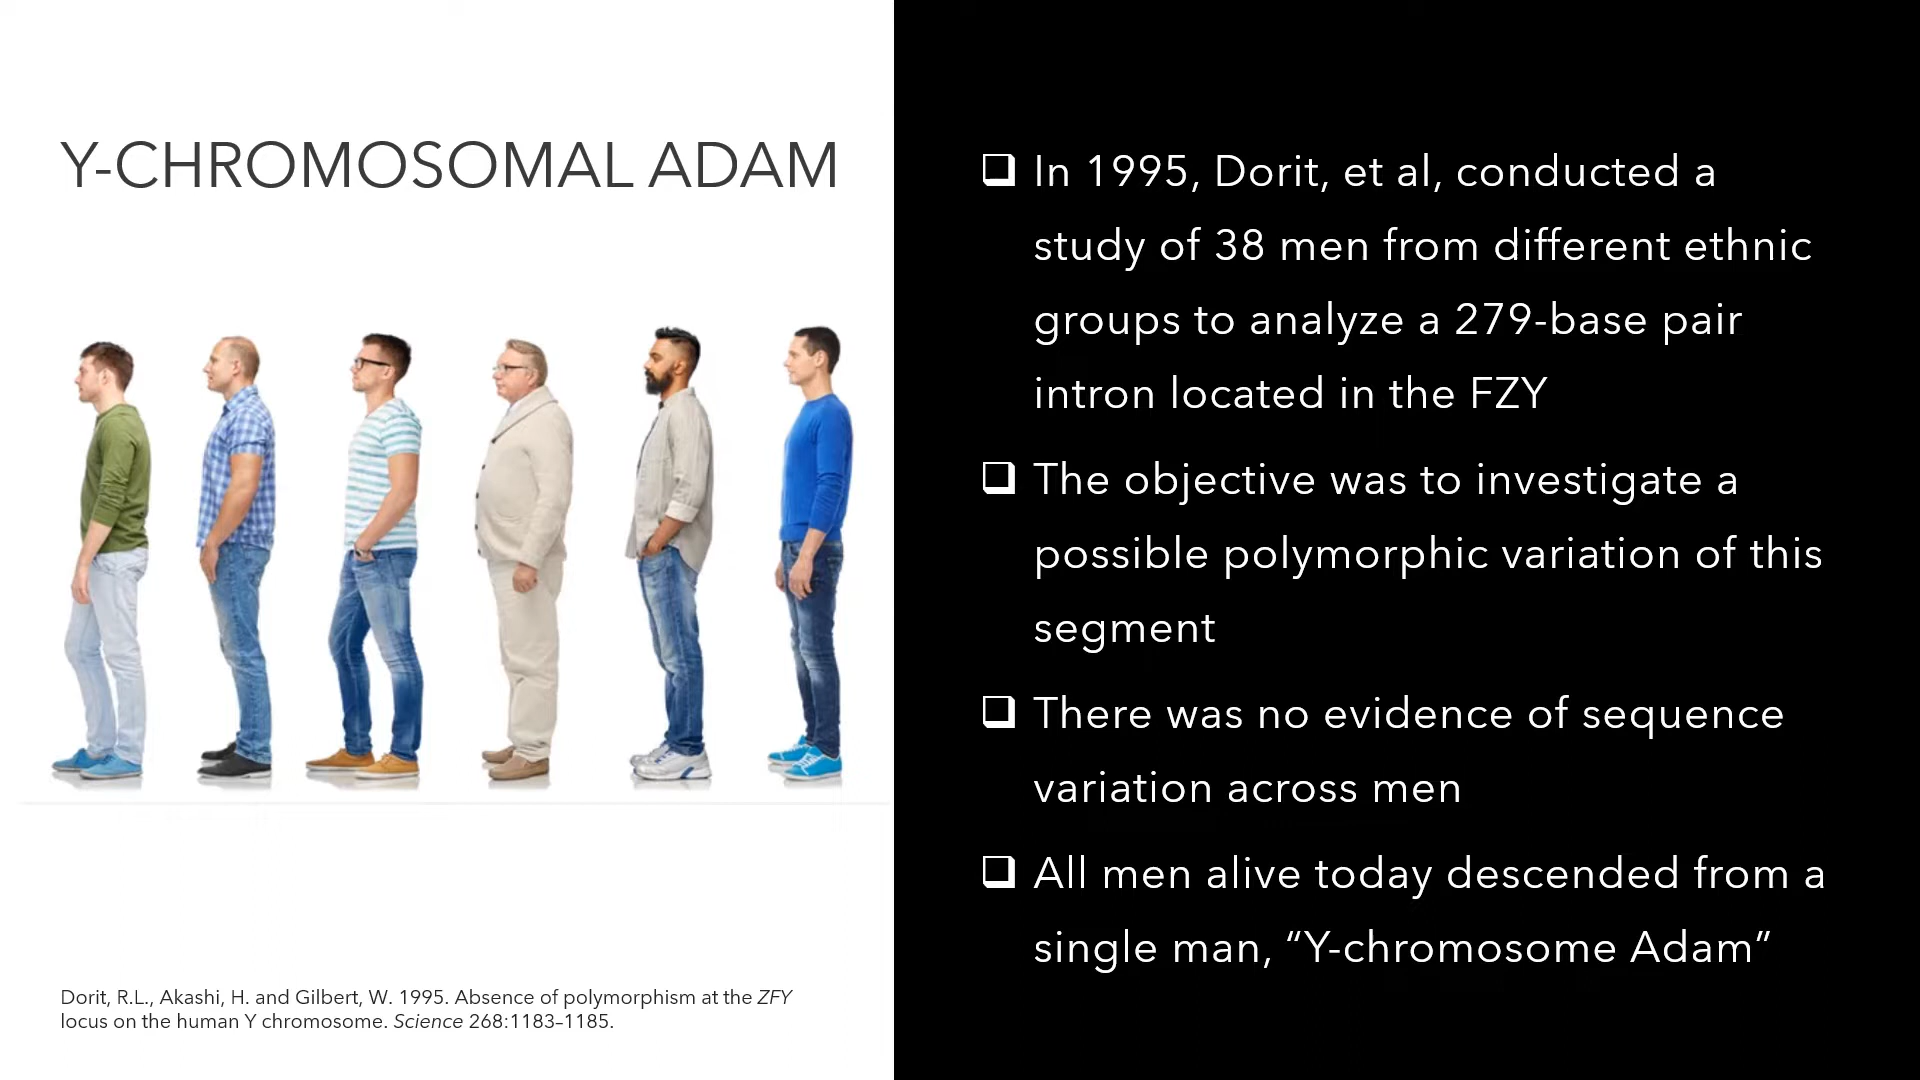 Y-CHROMOSOMAL ADAM
Dorit, R.L., Akashi, H. and Gilbert, W. 1995. Absence of polymorphism at the ZFY
locus on the human Y chromosome. Science 268:1183–1185.
In 1995, Dorit, et al, conducted a
study of 38 men from different ethnic
groups to analyze a 279-base pair
intron located in the FZY
The objective was to investigate a
possible polymorphic variation of this
segment
There was no evidence of sequence
variation across men
All men alive today descended from a
single man, “Y-chromosome Adam”